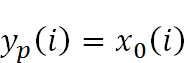 y_p(i) = x_0(i)